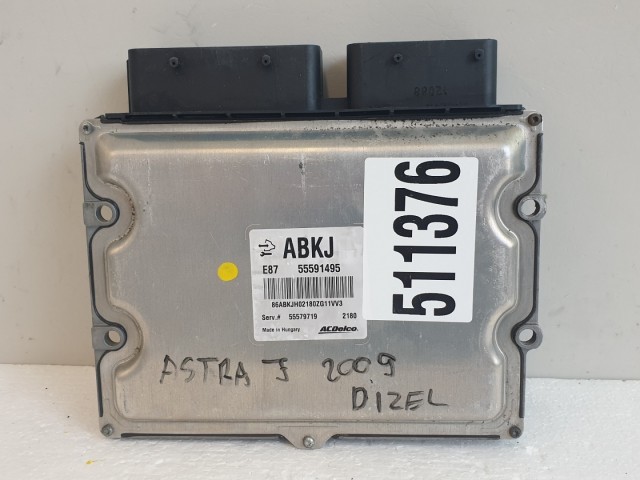 ABKJ
E87 55591495
86ABKJH02180ZG11VV3
Serv.# 55579719 2180
Made in Hungary ACDelco
511376
ASTRA J 2009
DIZEL